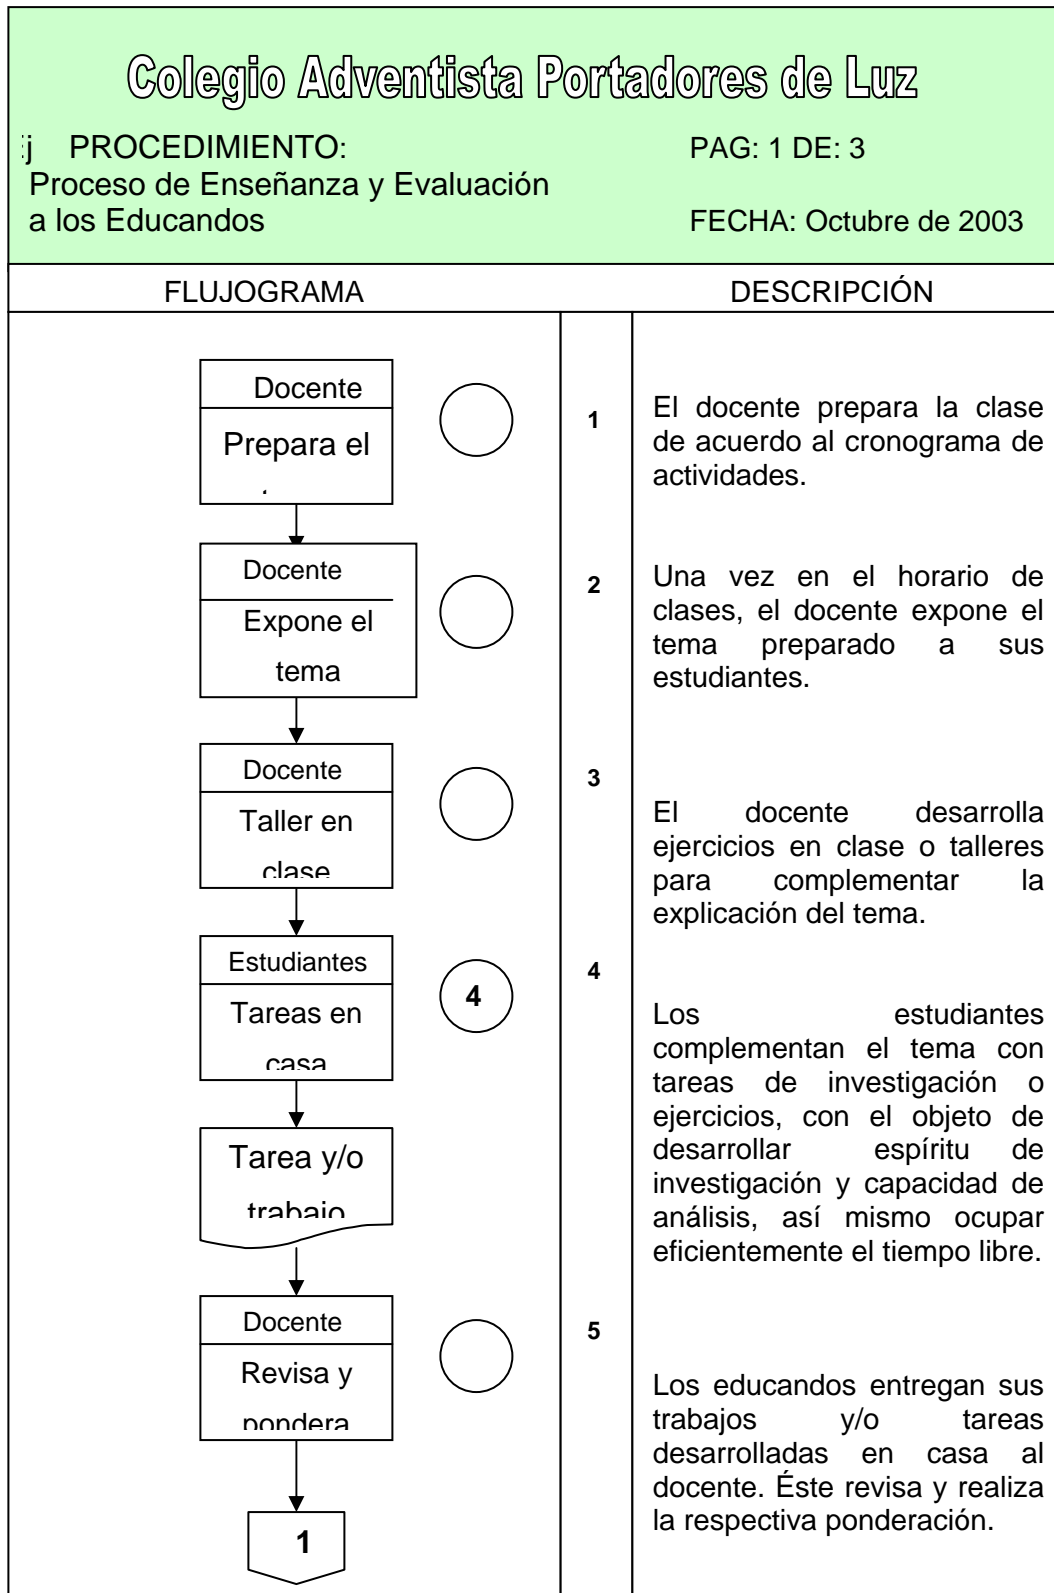 Colegio Adventista Portadores de Luz
Ej PROCEDIMIENTO:
PAG: 1 DE: 3
Proceso de Enseñanza y Evaluación
a los Educandos
FECHA: Octubre de 2003
FLUJOGRAMA
DESCRIPCIÓN
Docente
Prepara el
1
El docente prepara la clase
de acuerdo al cronograma de
actividades.
Docente
Expone el
tema
2
Una vez en el horario de
clases, el docente expone el
tema preparado a sus
estudiantes.
Docente
Taller en
clase
3
El docente desarrolla
ejercicios en clase o talleres
para complementar la
explicación del tema.
Estudiantes
Tareas en
casa
4
4
Los estudiantes
complementan el tema con
tareas de investigación o
ejercicios, con el objeto de
desarrollar espíritu de
investigación y capacidad de
análisis, así mismo ocupar
eficientemente el tiempo libre.
Tarea y/o
trabajo
Docente
Revisa y
pondera
5
Los educandos entregan sus
trabajos y/o tareas
desarrolladas en casa al
docente. Éste revisa y realiza
la respectiva ponderación.
1